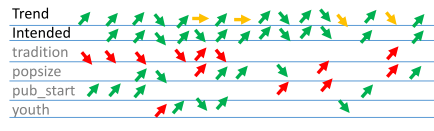 Trend
Intended
tradition
popsize
pub_start
youth